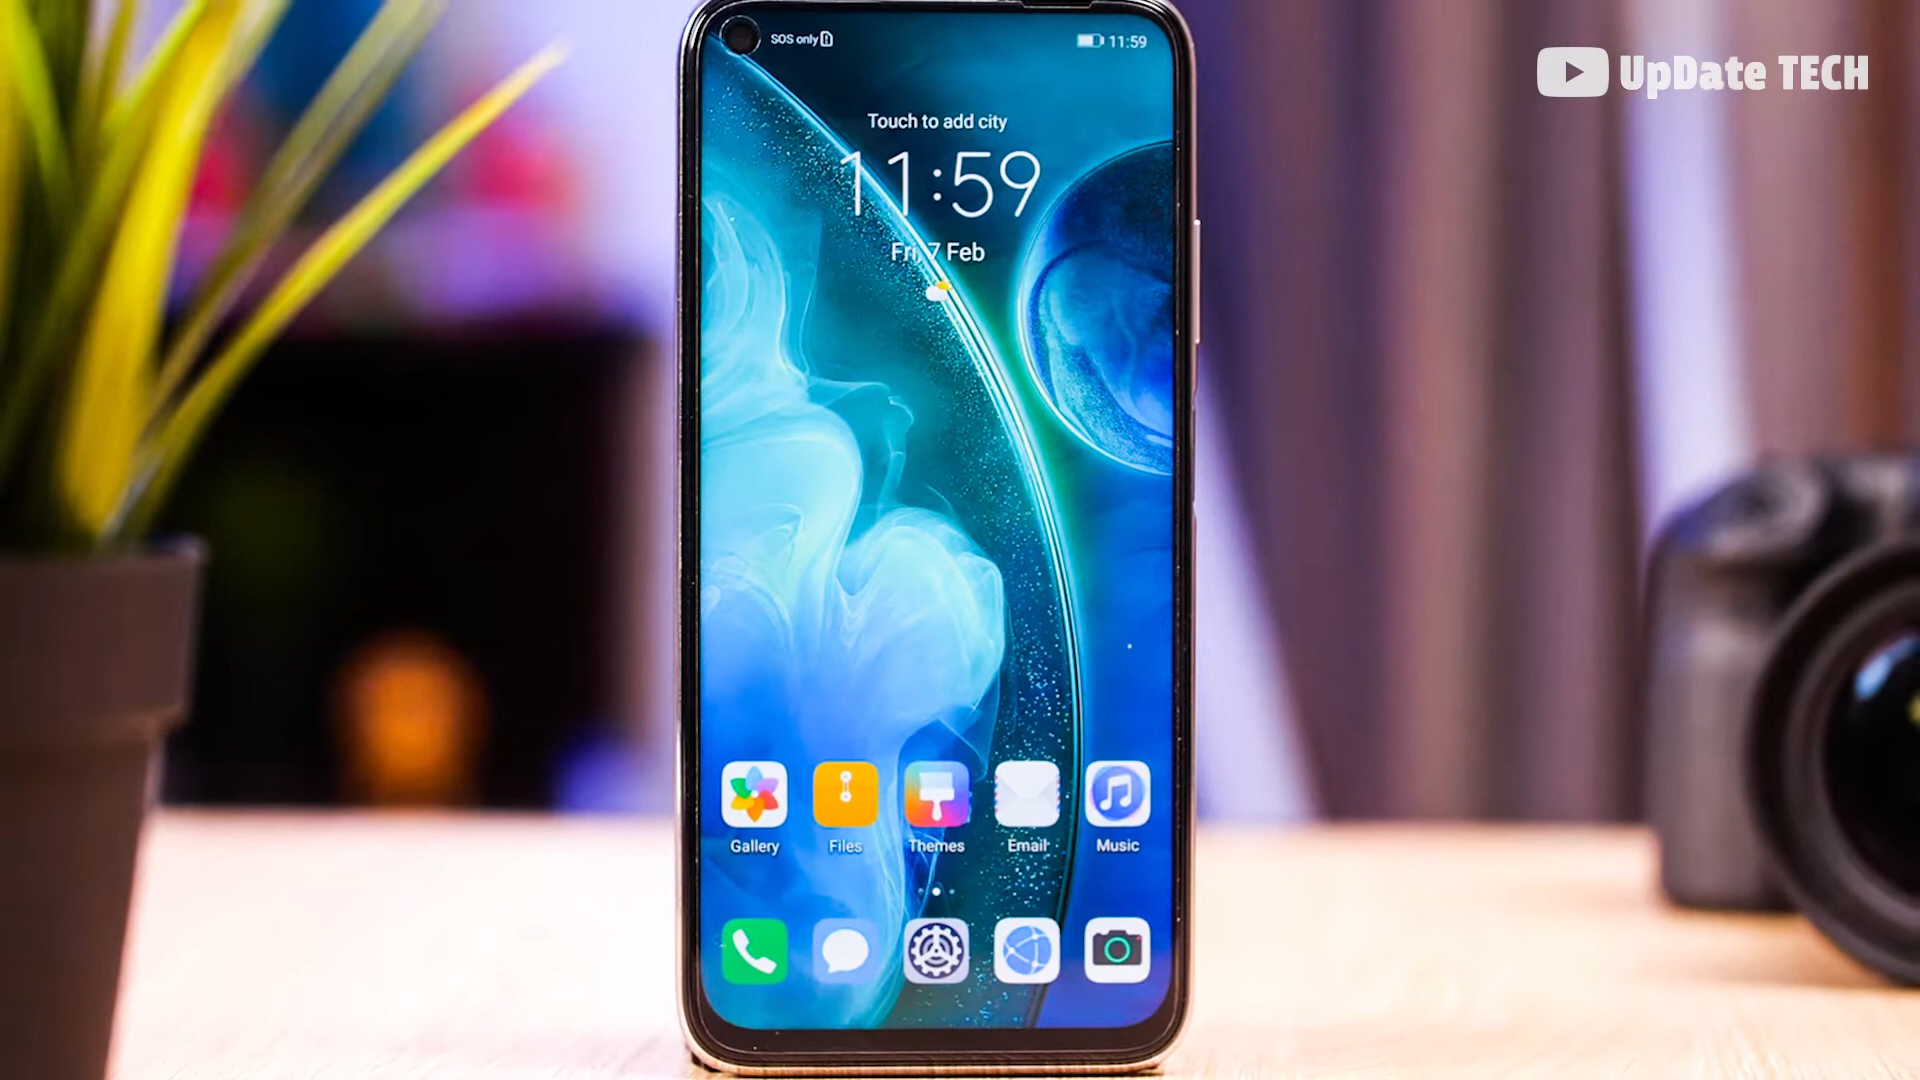 SOS only
11:59
UpDate TECH
Touch to add city
11:59
Fri, 7 Feb
Gallery
Files
Themes
Email
Music